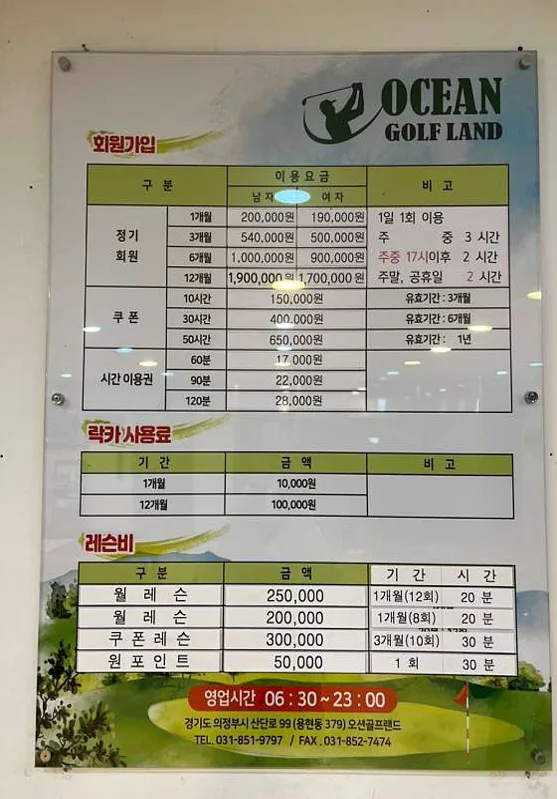 OCEAN
GOLF LAND
회원가입
구 분 이용요금 비 고
남 자 여 자
정기 회원 1개월 200,000원 190,000원 1일 1회 이용
3개월 540,000원 500,000원 주 중 3 시간
6개월 1,000,000원 900,000원 주중 17시이후 2 시간
12개월 1,900,000원 1,700,000원 주말, 공휴일 2 시간
쿠 폰 10시간 150,000원 유효기간 : 3개월
30시간 400,000원 유효기간 : 6개월
50시간 650,000원 유효기간 : 1년
시간 이용권 60분 17,000원
90분 22,000원
120분 28,000원
락카 사용료
기 간 금 액 비 고
1개월 10,000원
12개월 100,000원
레슨비
구 분 금 액 기 간 시 간
월 레 슨 250,000 1개월(12회) 20 분
월 레 슨 200,000 1개월(8회) 20 분
쿠 폰 레 슨 300,000 3개월(10회) 30 분
원 포 인 트 50,000 1 회 30 분
영업시간 06 : 30 ~ 23 : 00
경기도 의정부시 산단로 99 (용현동 379) 오션골프랜드
TEL. 031-851-9797 / FAX . 031-852-7474